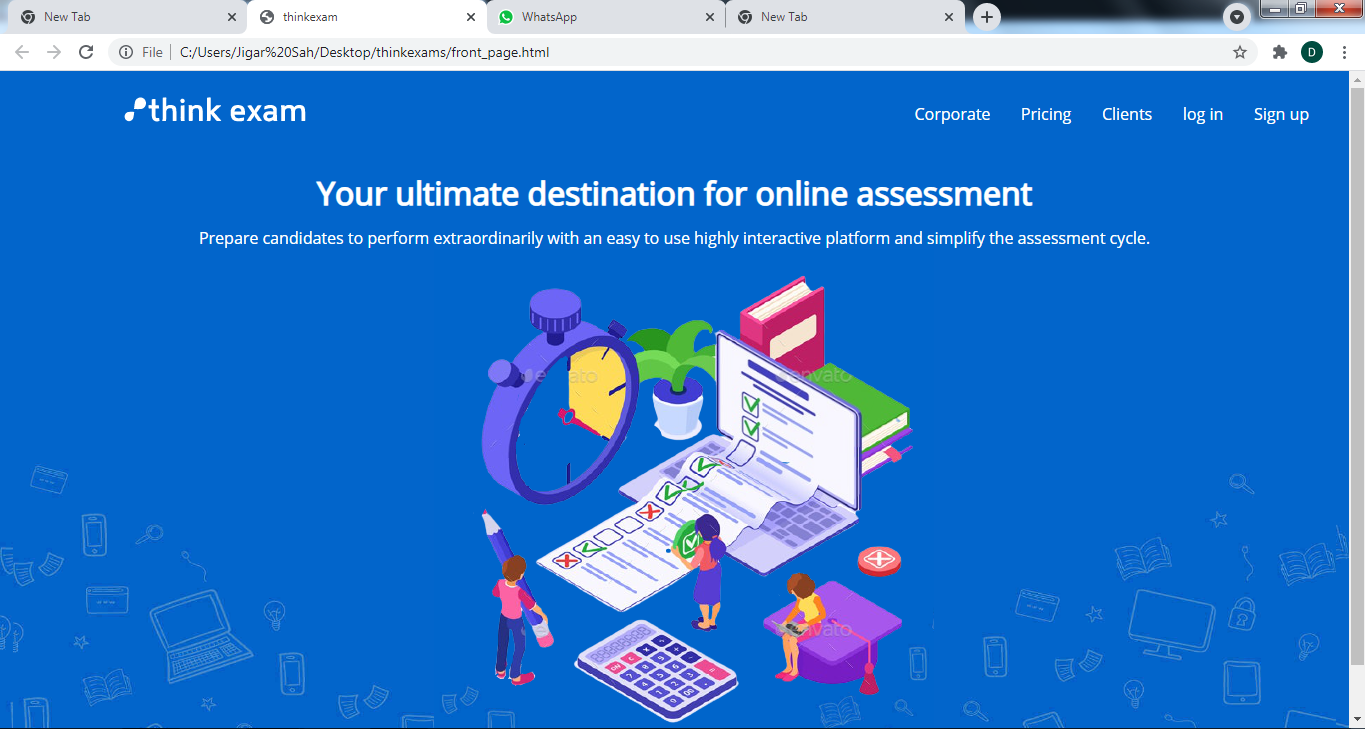 New Tab
thinkexam
WhatsApp
New Tab
File
C:/Users/Jigar%20Sah/Desktop/thinkexams/front_page.html
D
think exam
Corporate
Pricing
Clients
log in
Sign up
Your ultimate destination for online assessment
Prepare candidates to perform extraordinarily with an easy to use highly interactive platform and simplify the assessment cycle.
envato